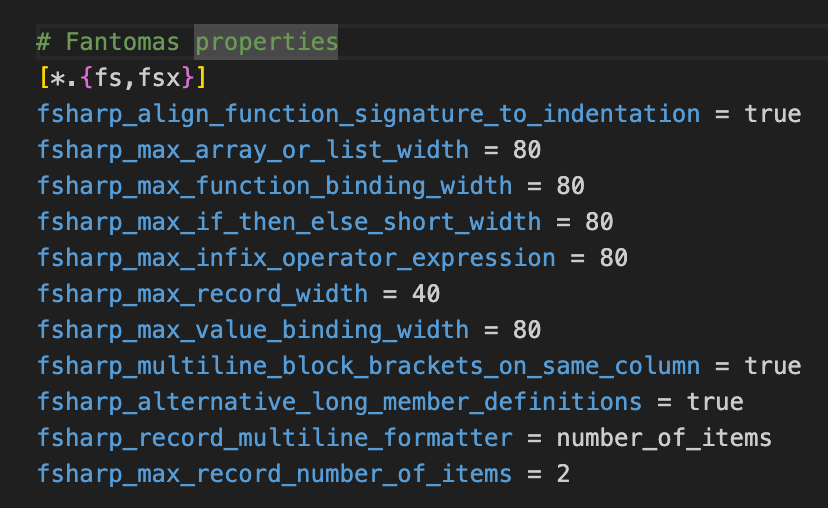 # Fantomas properties
[*.{fs,fsx}]
fsharp_align_function_signature_to_indentation = true
fsharp_max_array_or_list_width = 80
fsharp_max_function_binding_width = 80
fsharp_max_if_then_else_short_width = 80
fsharp_max_infix_operator_expression = 80
fsharp_max_record_width = 40
fsharp_max_value_binding_width = 80
fsharp_multiline_block_brackets_on_same_column = true
fsharp_alternative_long_member_definitions = true
fsharp_record_multiline_formatter = number_of_items
fsharp_max_record_number_of_items = 2